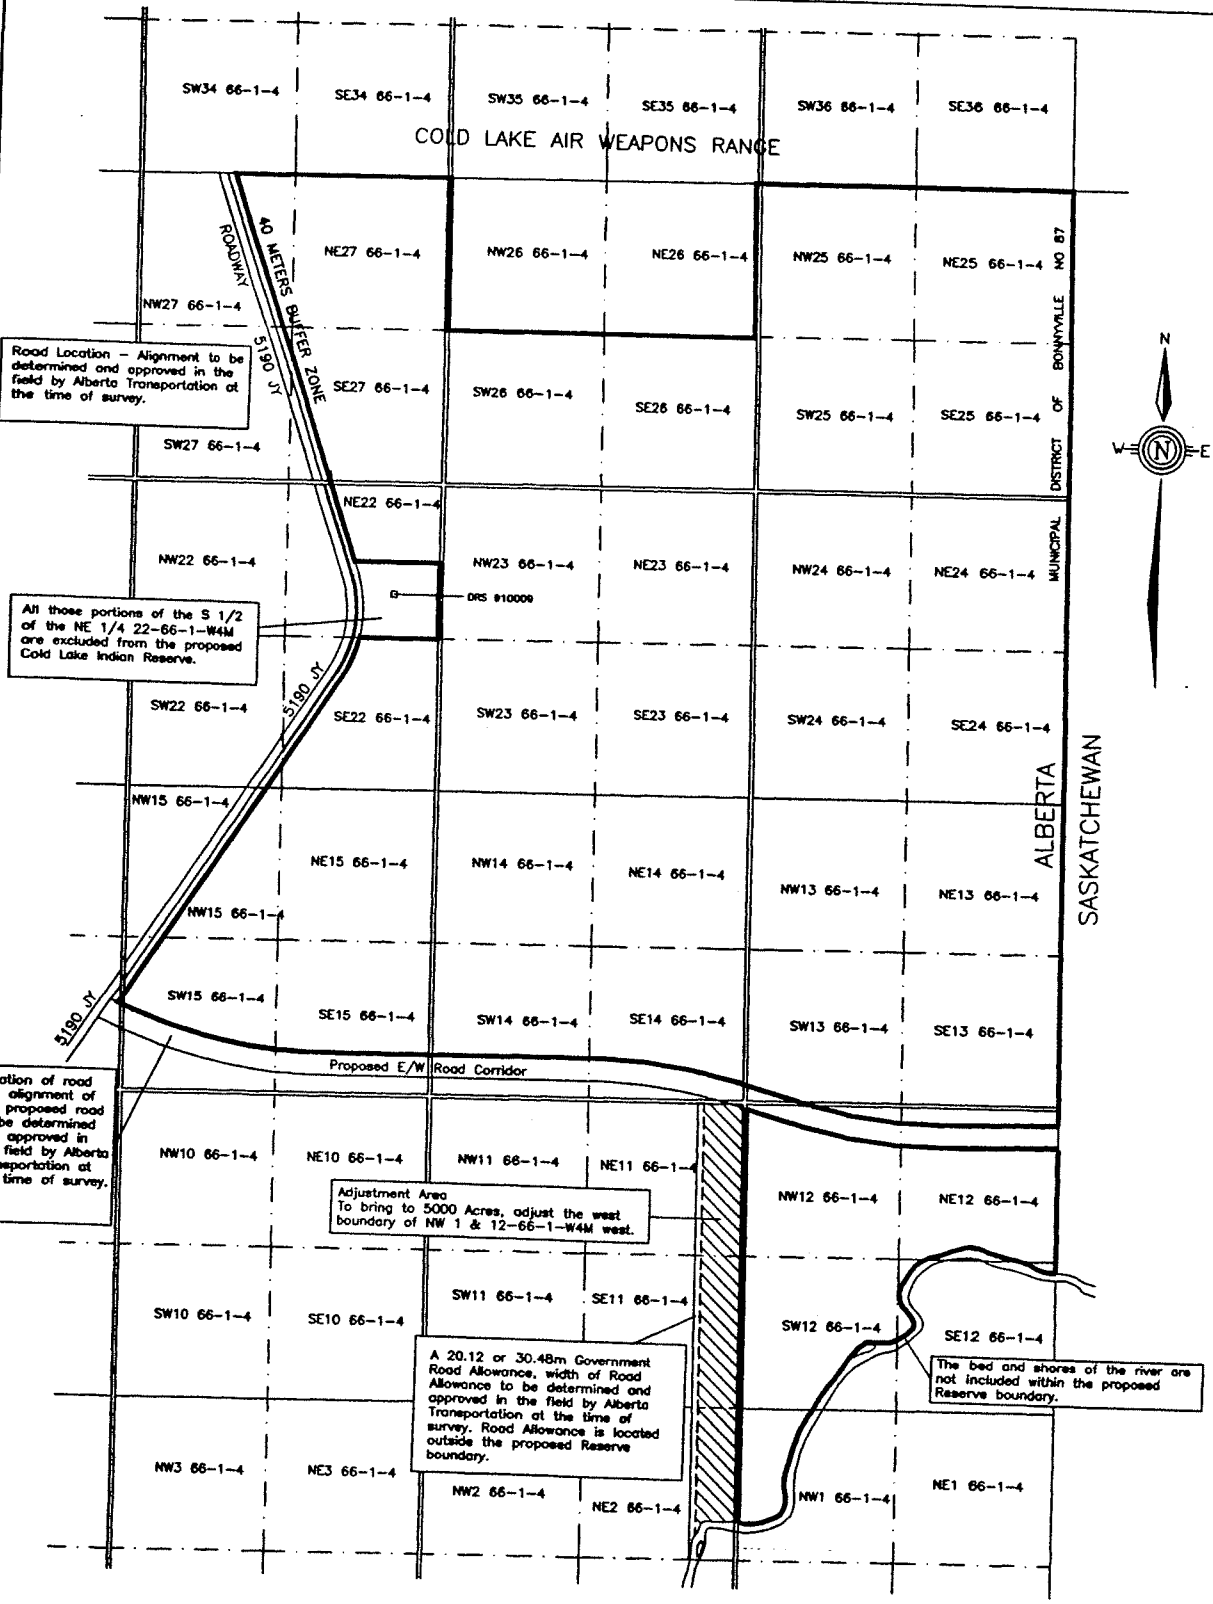 SW34 66-1-4
SE34 66-1-4
SW35 66-1-4
SE35 66-1-4
SW36 66-1-4
SE36 66-1-4
COLD LAKE AIR WEAPONS RANGE
NE27 66-1-4
NW26 66-1-4
NE26 66-1-4
NW25 66-1-4
NE25 66-1-4
40 METERS BUFFER ZONE
ROADWAY
5190 JY
NW27 66-1-4
MUNICIPAL DISTRICT OF BONNYVILLE NO 87
Road Location – Alignment to be
determined and approved in the
field by Alberta Transportation at
the time of survey.
SE27 66-1-4
SW26 66-1-4
SE26 66-1-4
SW25 66-1-4
SE25 66-1-4
N
W
N
E
SW27 66-1-4
NE22 66-1-4
NW22 66-1-4
NW23 66-1-4
NE23 66-1-4
NW24 66-1-4
NE24 66-1-4
DRS 910009
All those portions of the S 1/2
of the NE 1/4 22-66-1-W4M
are excluded from the proposed
Cold Lake Indian Reserve.
5190 JY
SW22 66-1-4
SE22 66-1-4
SW23 66-1-4
SE23 66-1-4
SW24 66-1-4
SE24 66-1-4
ALBERTA
SASKATCHEWAN
NW15 66-1-4
NE15 66-1-4
NW14 66-1-4
NE14 66-1-4
NW13 66-1-4
NE13 66-1-4
NW15 66-1-4
SW15 66-1-4
SE15 66-1-4
SW14 66-1-4
SE14 66-1-4
SW13 66-1-4
SE13 66-1-4
5190 JY
Proposed E/W Road Corridor
ation of road
alignment of
proposed road
be determined
approved in
field by Alberta
nsportation at
time of survey.
NW10 66-1-4
NE10 66-1-4
NW11 66-1-4
NE11 66-1-4
NW12 66-1-4
NE12 66-1-4
Adjustment Area
To bring to 5000 Acres, adjust the west
boundary of NW 1 & 12-66-1-W4M west.
SW10 66-1-4
SE10 66-1-4
SW11 66-1-4
SE11 66-1-4
SW12 66-1-4
SE12 66-1-4
A 20.12 or 30.48m Government
Road Allowance, width of Road
Allowance to be determined and
approved in the field by Alberta
Transportation at the time of
survey. Road Allowance is located
outside the proposed Reserve
boundary.
The bed and shores of the river are
not included within the proposed
Reserve boundary.
NW3 66-1-4
NE3 66-1-4
NW2 66-1-4
NE2 66-1-4
NW1 66-1-4
NE1 66-1-4